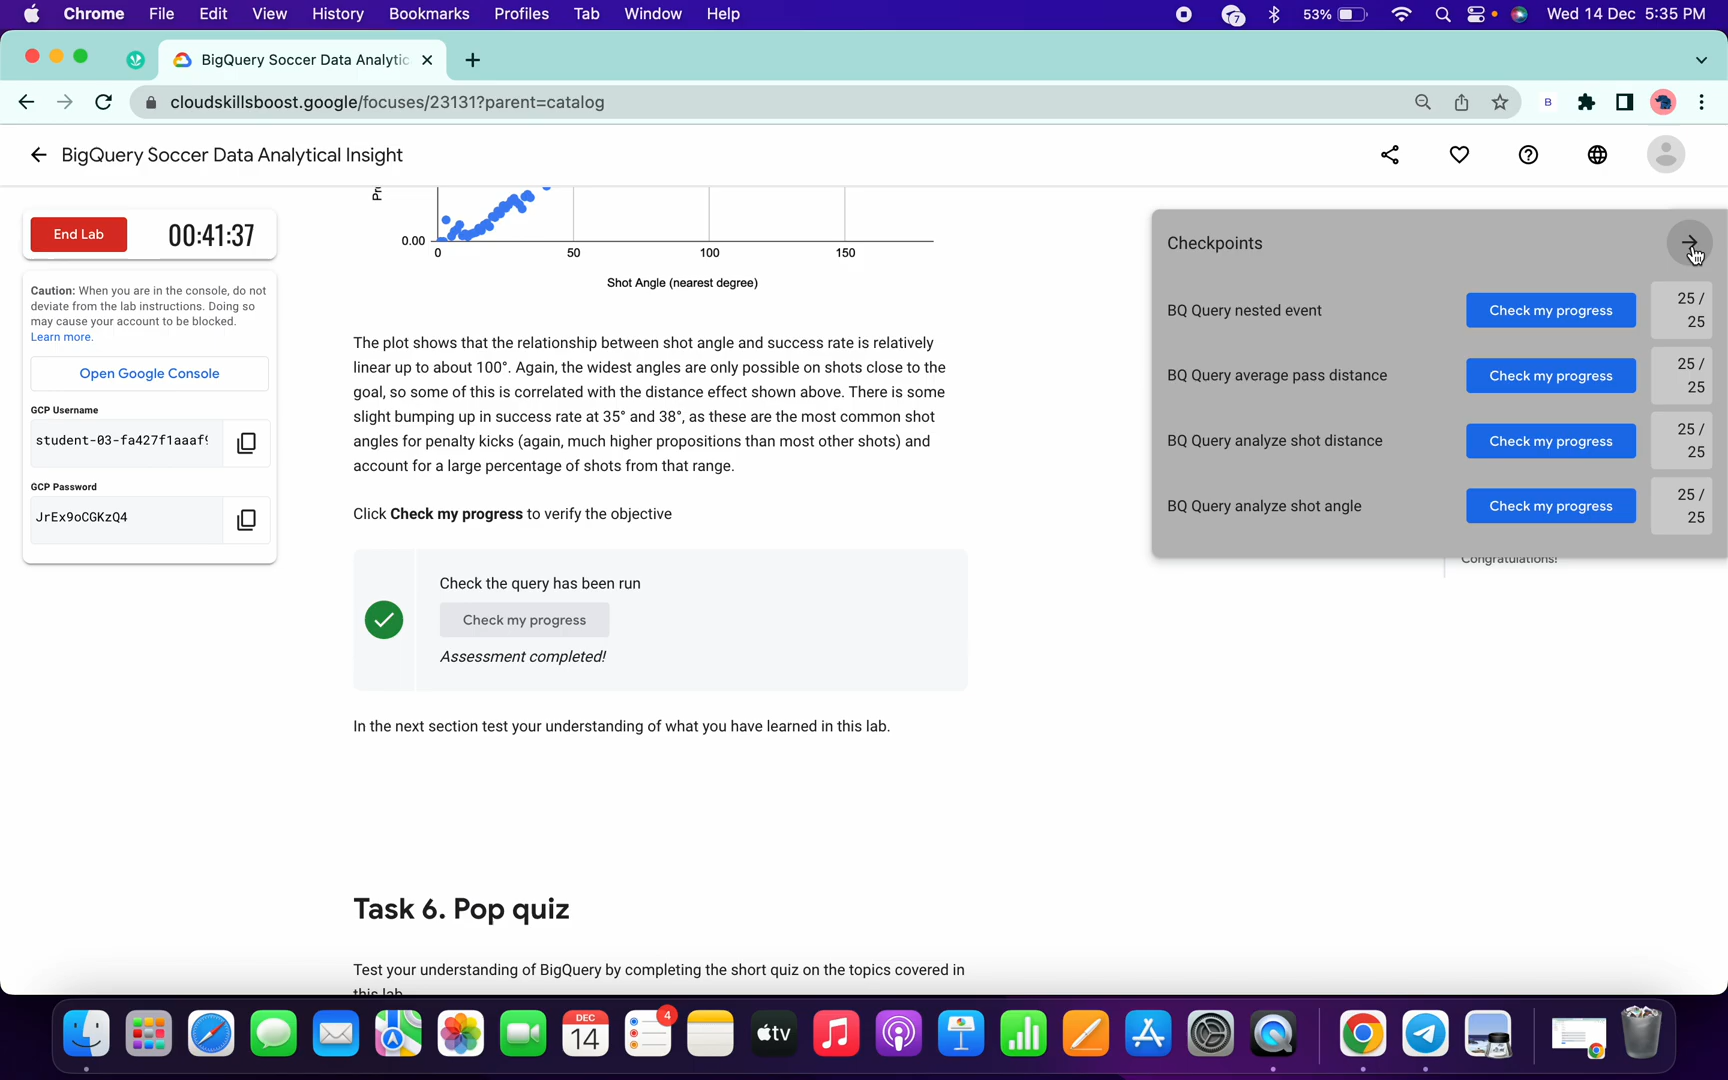 Chrome File Edit View History Bookmarks Profiles Tab Window Help 7 53% Wed 14 Dec 5:35 PM
BigQuery Soccer Data Analytic
cloudskillsboost.google/focuses/23131?parent=catalog B
BigQuery Soccer Data Analytical Insight
End Lab 00:41:37
Caution: When you are in the console, do not
deviate from the lab instructions. Doing so
may cause your account to be blocked.
Learn more.
Open Google Console
GCP Username
student-03-fa427f1aaaf
GCP Password
JrEx9oCGKzQ4
0.00
0 50 100 150
Shot Angle (nearest degree)
The plot shows that the relationship between shot angle and success rate is relatively
linear up to about 100°. Again, the widest angles are only possible on shots close to the
goal, so some of this is correlated with the distance effect shown above. There is some
slight bumping up in success rate at 35° and 38°, as these are the most common shot
angles for penalty kicks (again, much higher propositions than most other shots) and
account for a large percentage of shots from that range.
Click Check my progress to verify the objective
Check the query has been run
Check my progress
Assessment completed!
In the next section test your understanding of what you have learned in this lab.
Task 6. Pop quiz
Test your understanding of BigQuery by completing the short quiz on the topics covered in
this lab
Checkpoints
BQ Query nested event Check my progress 25 /
25
BQ Query average pass distance Check my progress 25 /
25
BQ Query analyze shot distance Check my progress 25 /
25
BQ Query analyze shot angle Check my progress 25 /
25
Congratulations!
DEC
14
4
tv